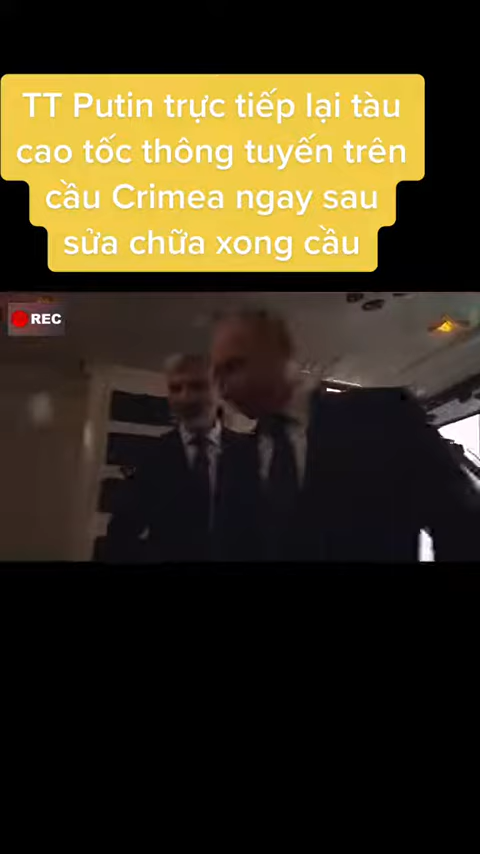 TT Putin trực tiếp lại tàu
cao tốc thông tuyến trên
cầu Crimea ngay sau
sửa chữa xong cầu
REC